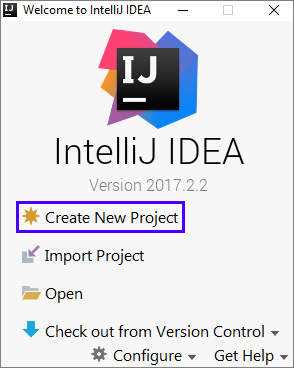 Welcome to IntelliJ IDEA
IJ
IntelliJ IDEA
Version 2017.2.2
Create New Project
Import Project
Open
Check out from Version Control
Configure Get Help